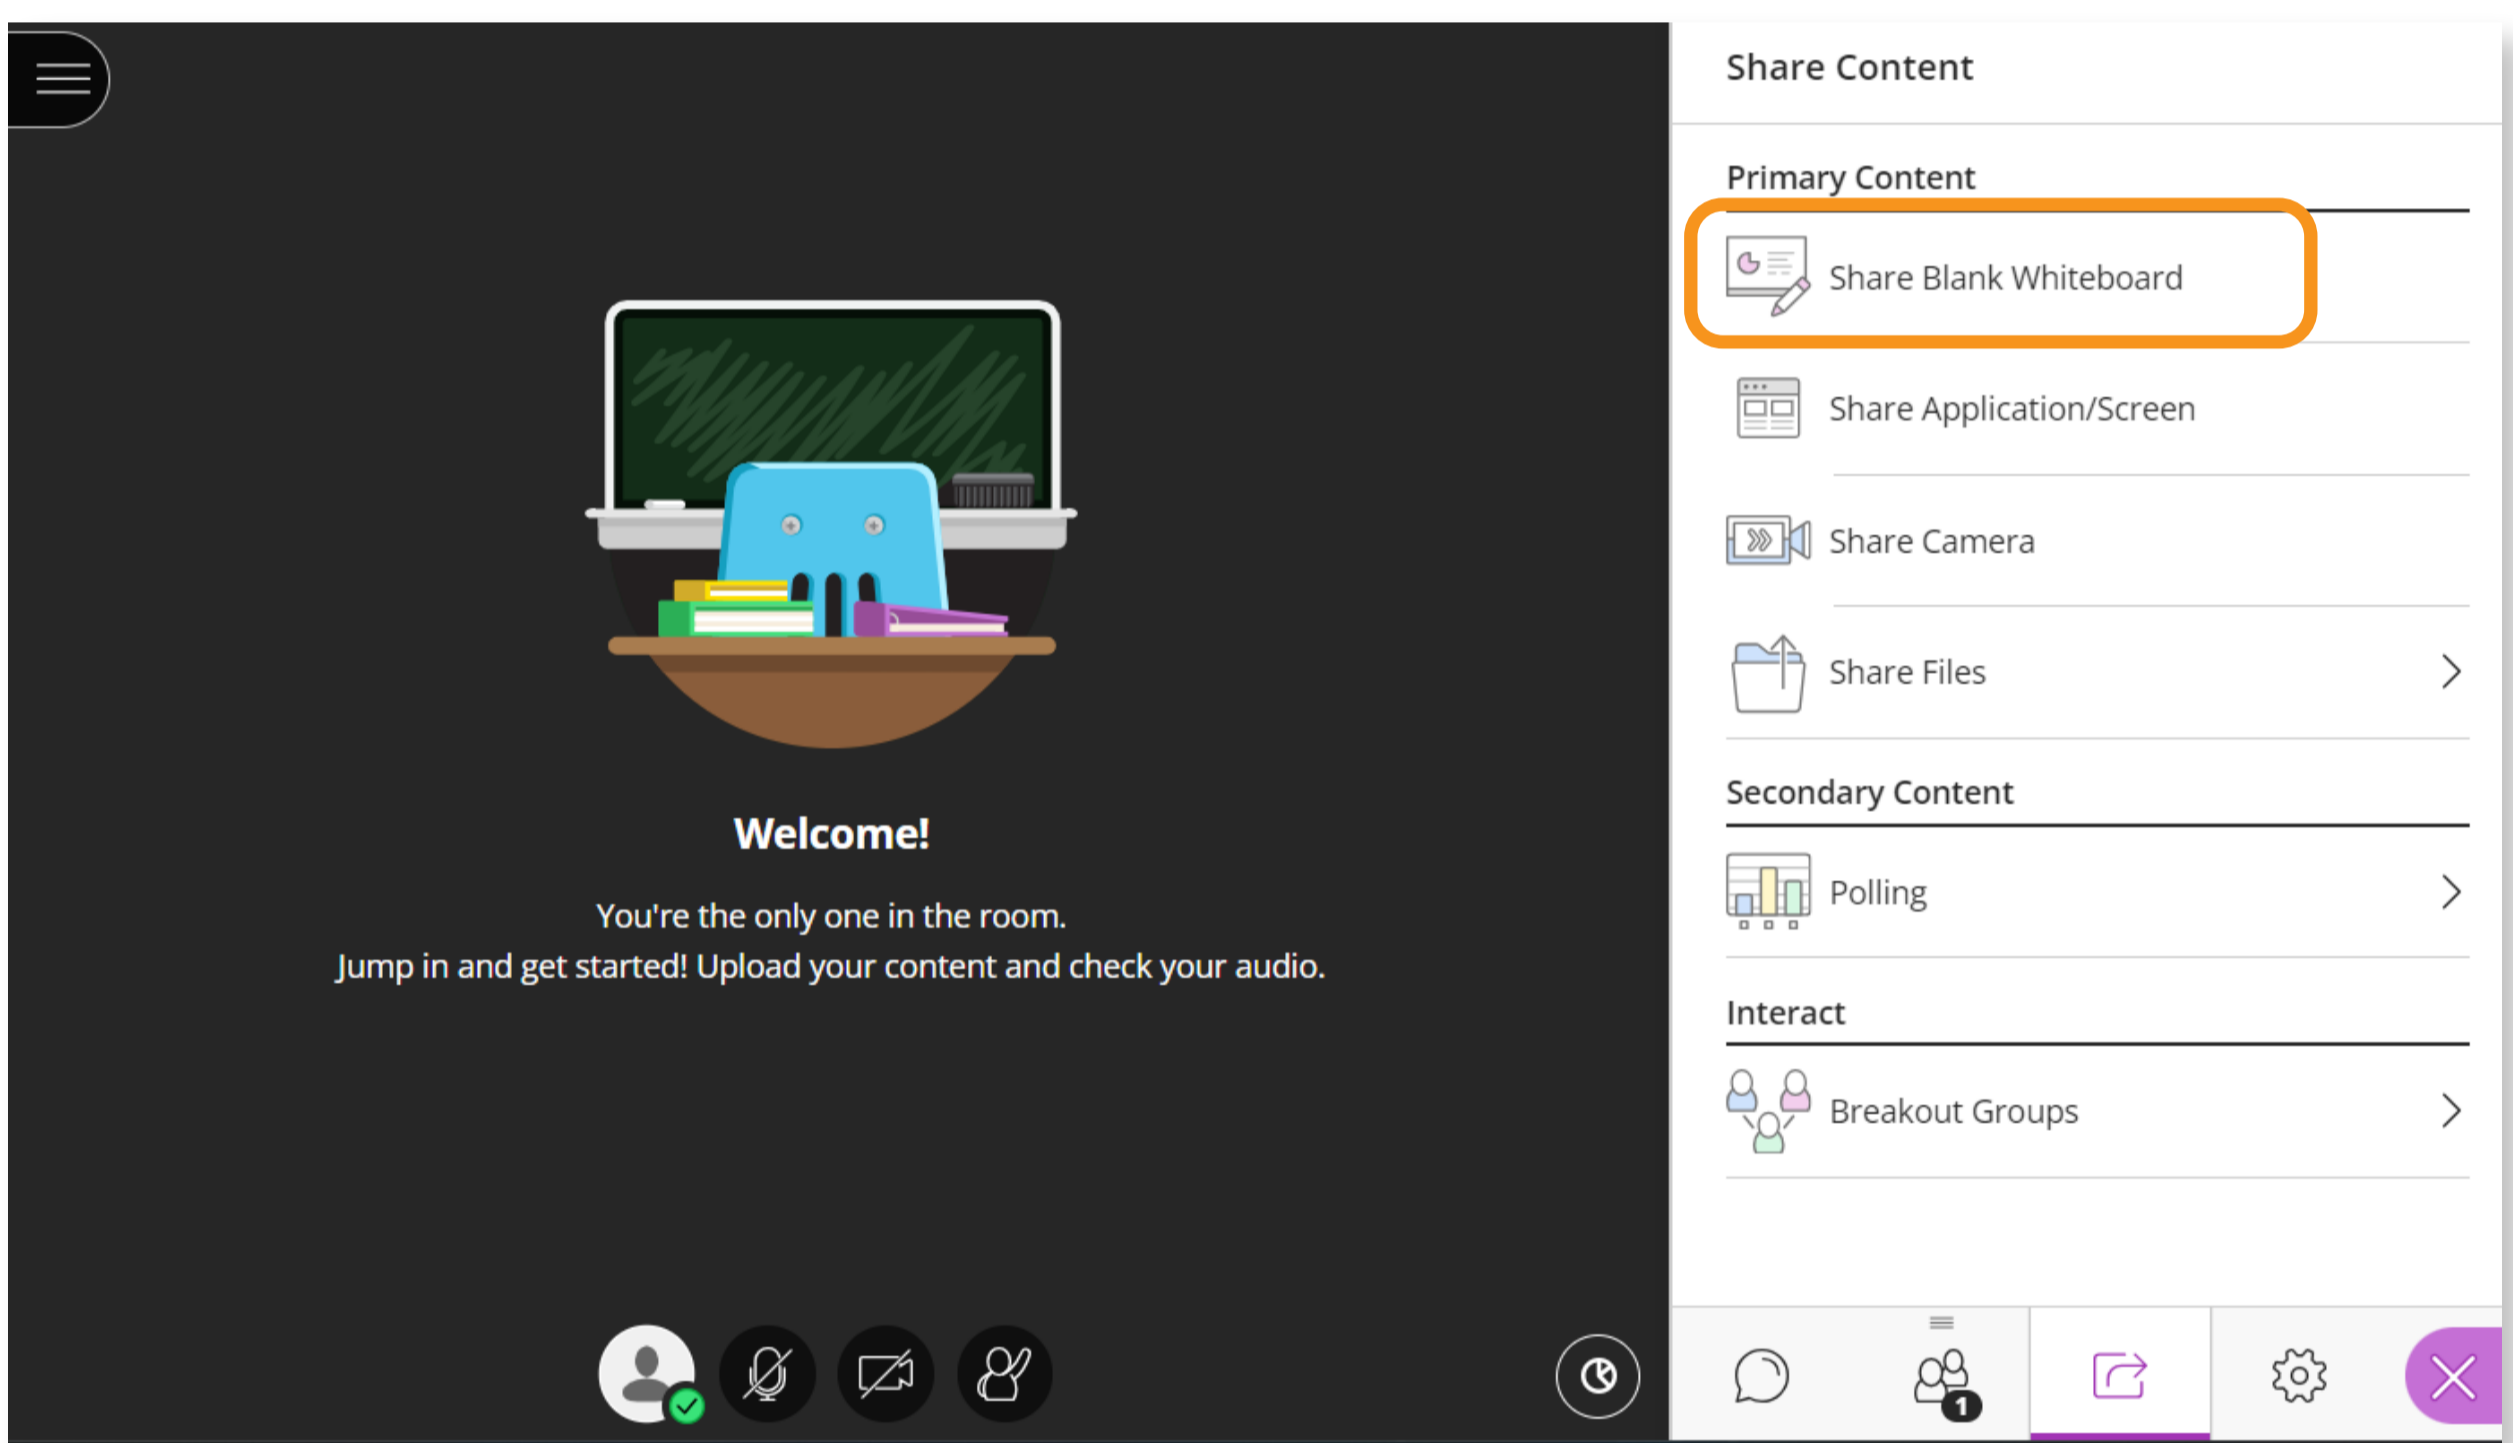 Share Content
Primary Content
Share Blank Whiteboard
Share Application/Screen
Share Camera
Share Files
Secondary Content
Polling
Interact
Breakout Groups
Welcome!
You're the only one in the room.
Jump in and get started! Upload your content and check your audio.
1